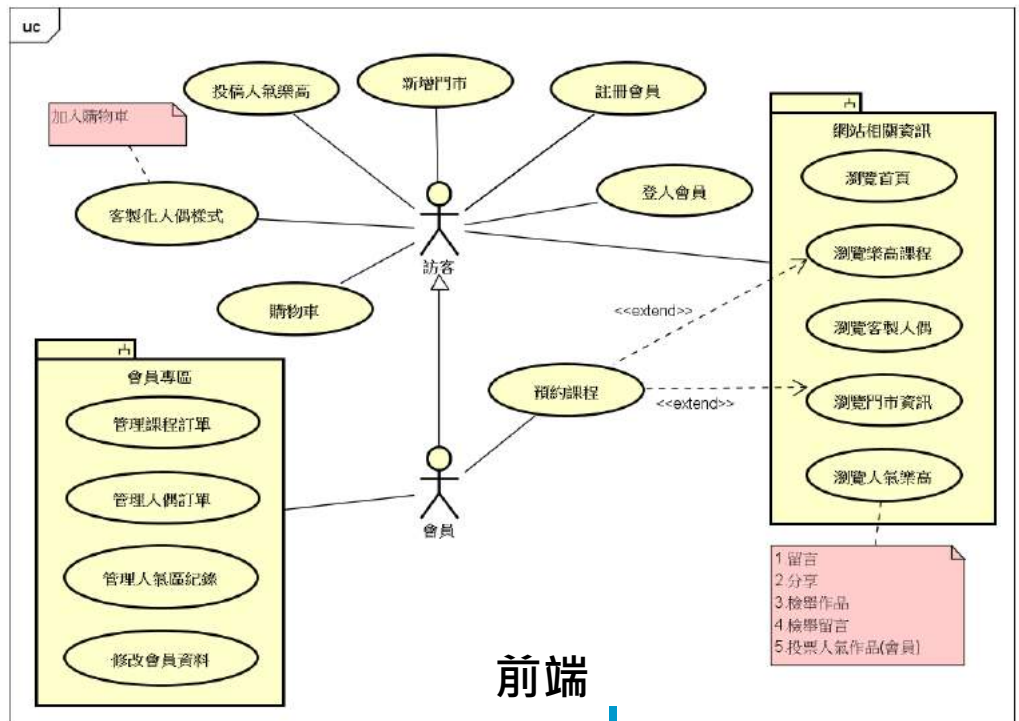 uc
投稿人氣樂高
新增門市
註冊會員
加入購物車
網站相關資訊
瀏覽首頁
登入會員
客製化人偶樣式
訪客
瀏覽樂高課程
購物車
<<extend>>
瀏覽客製人偶
會員專區
預約課程
<<extend>>
瀏覽門市資訊
管理課程訂單
瀏覽人氣樂高
管理人偶訂單
會員
1 留言
2 分享
3.檢舉作品
4 檢舉留言
5.投票人氣作品(會員)
管理人氣區紀錄
修改會員資料
前端